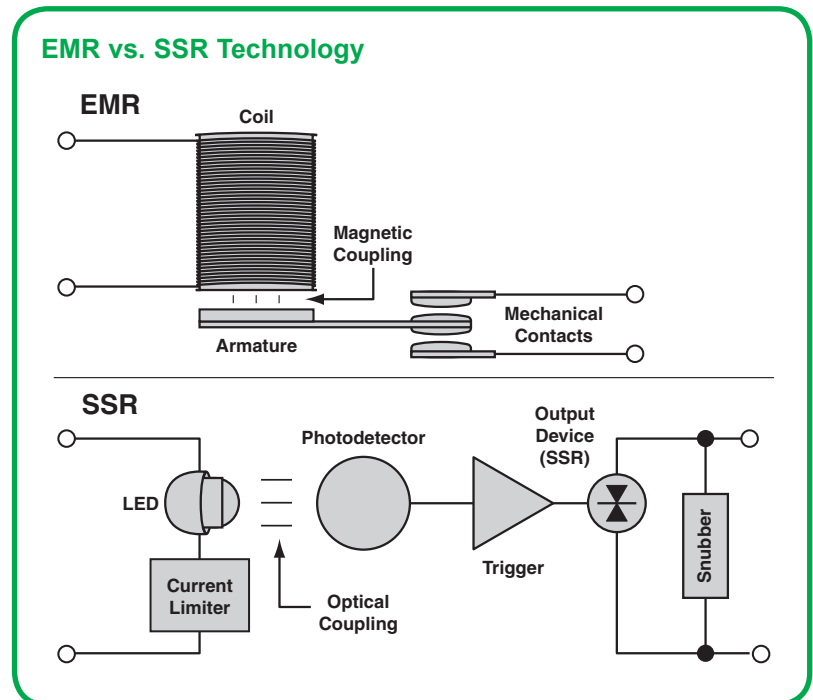 EMR vs. SSR Technology
EMR
Coil
Magnetic
Coupling
Mechanical
Contacts
Armature
SSR
Output
Device
(SSR)
Photodetector
LED
Trigger
Snubber
Current
Limiter
Optical
Coupling